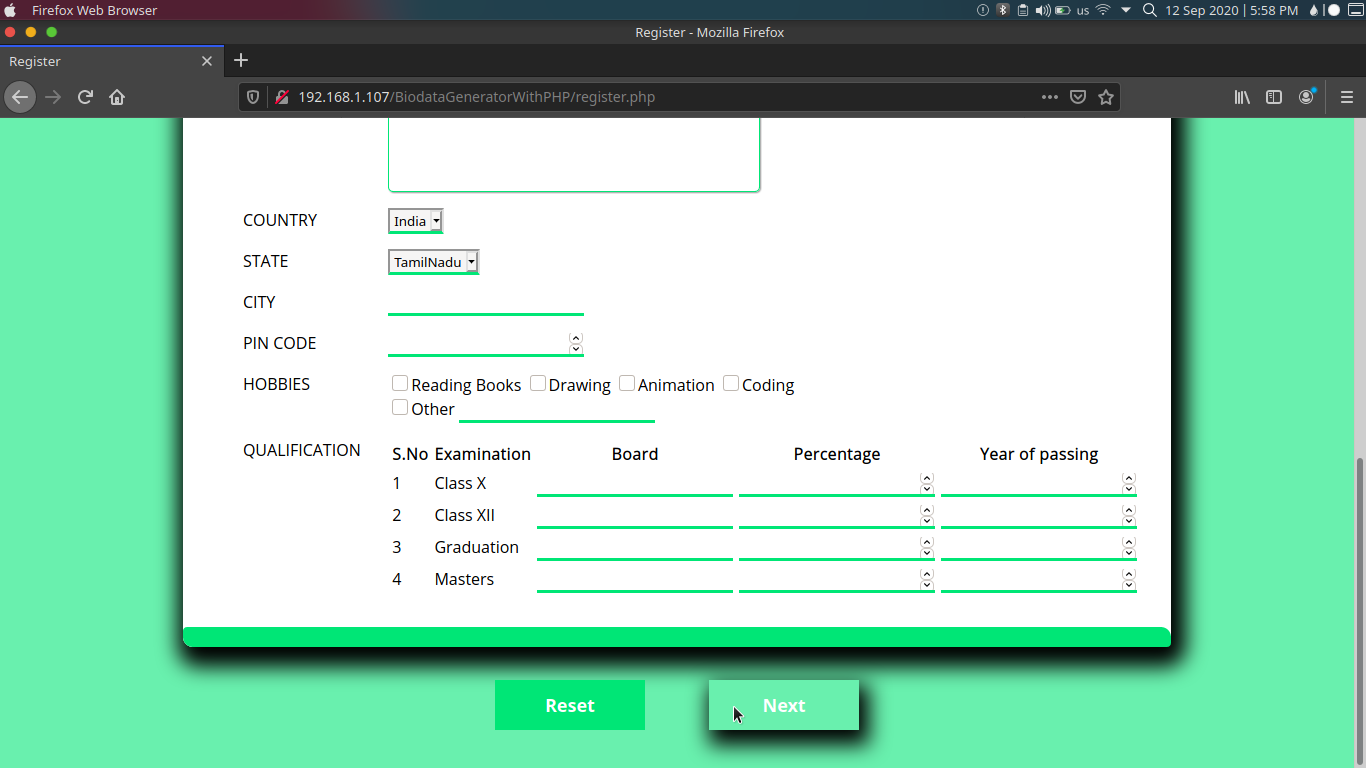 Firefox Web Browser
us
12 Sep 2020 | 5:58 PM
Register - Mozilla Firefox
Register
192.168.1.107/BiodataGeneratorWithPHP/register.php
COUNTRY India
STATE TamilNadu
CITY
PIN CODE
HOBBIES Reading Books Drawing Animation Coding
Other
QUALIFICATION S.No Examination Board Percentage Year of passing
1 Class X
2 Class XII
3 Graduation
4 Masters
Reset Next